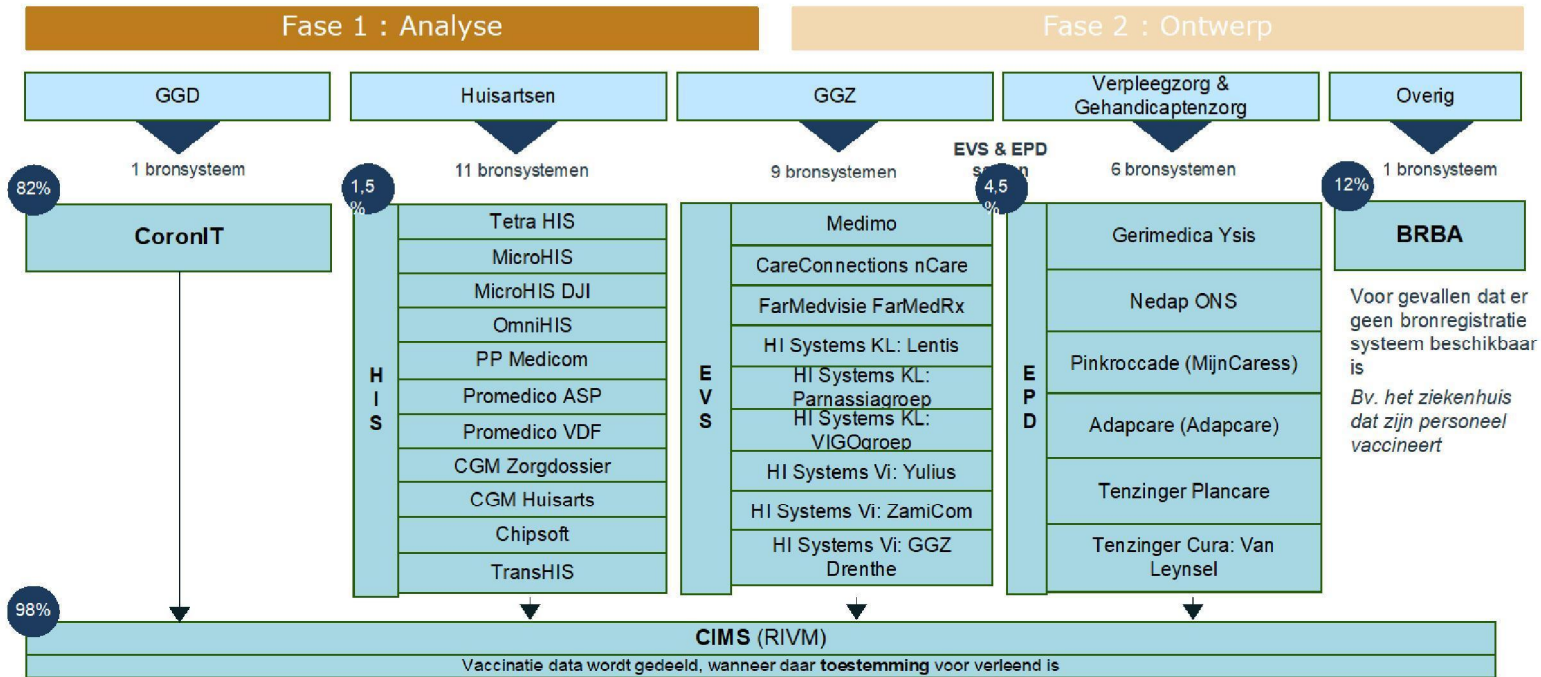 Fase 1 : Analyse
Fase 2 : Ontwerp
GGD
Huisartsen
GGZ
Verpleegzorg &
Gehandicaptenzorg
Overig
1 bronsysteem
11 bronsystemen
9 bronsystemen
EVS & EPD
6 bronsystemen
1 bronsysteem
82%
1,5
%
4,5
%
12%
CoronIT
HIS
Tetra HIS
MicroHIS
MicroHIS DJI
OmniHIS
PP Medicom
Promedico ASP
Promedico VDF
CGM Zorgdossier
CGM Huisarts
Chipsoft
TransHIS
EVS
Medimo
CareConnections nCare
FarMedvisie FarMedRx
HI Systems KL: Lentis
HI Systems KL:
Parnassiagroep
HI Systems KL:
VIGOgroep
HI Systems Vi: Yulius
HI Systems Vi: ZamiCom
HI Systems Vi: GGZ
Drenthe
EPD
Gerimedica Ysis
Nedap ONS
Pinkroccade (MijnCaress)
Adapcare (Adapcare)
Tenzinger Plancare
Tenzinger Cura: Van
Leynsel
BRBA
Voor gevallen dat er
geen bronregistratie
systeem beschikbaar
is
Bv. het ziekenhuis
dat zijn personeel
vaccineert
98%
CIMS (RIVM)
Vaccinatie data wordt gedeeld, wanneer daar toestemming voor verleend is